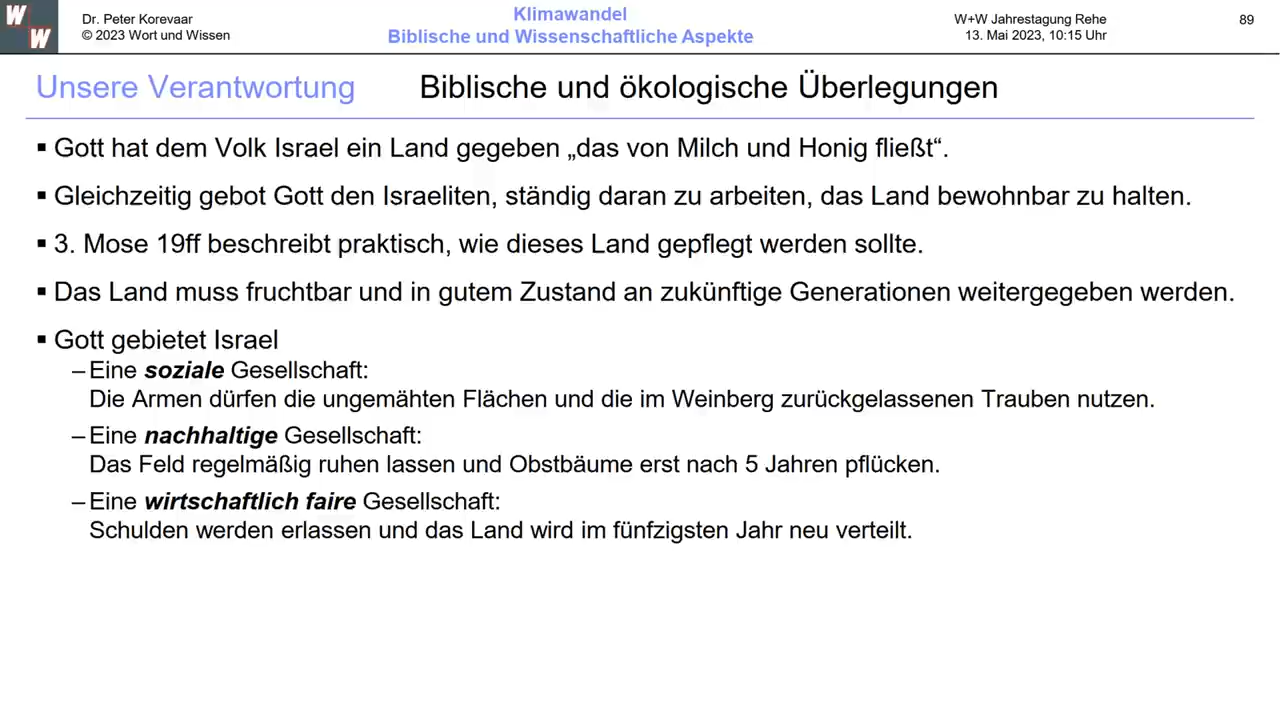 W
W
Dr. Peter Korevaar
© 2023 Wort und Wissen
Klimawandel
Biblische und Wissenschaftliche Aspekte
W+W Jahrestagung Rehe
13. Mai 2023, 10:15 Uhr
89
Unsere Verantwortung Biblische und ökologische Überlegungen
▪ Gott hat dem Volk Israel ein Land gegeben „das von Milch und Honig fließt“.
▪ Gleichzeitig gebot Gott den Israeliten, ständig daran zu arbeiten, das Land bewohnbar zu halten.
▪ 3. Mose 19ff beschreibt praktisch, wie dieses Land gepflegt werden sollte.
▪ Das Land muss fruchtbar und in gutem Zustand an zukünftige Generationen weitergegeben werden.
▪ Gott gebietet Israel
– Eine soziale Gesellschaft:
Die Armen dürfen die ungemähten Flächen und die im Weinberg zurückgelassenen Trauben nutzen.
– Eine nachhaltige Gesellschaft:
Das Feld regelmäßig ruhen lassen und Obstbäume erst nach 5 Jahren pflücken.
– Eine wirtschaftlich faire Gesellschaft:
Schulden werden erlassen und das Land wird im fünfzigsten Jahr neu verteilt.